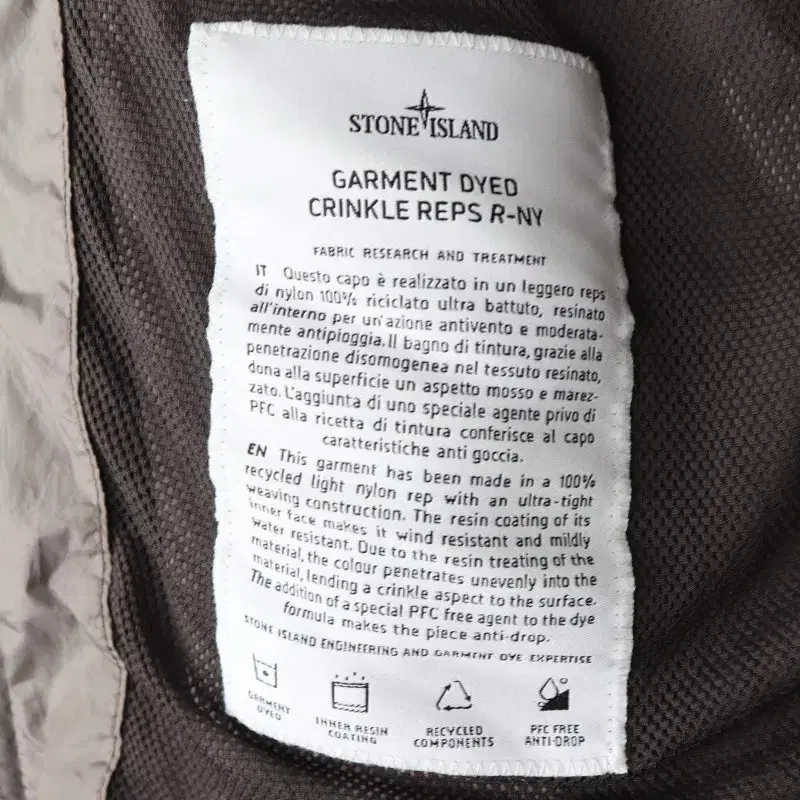 STONE ISLAND
GARMENT DYED
CRINKLE REPS R-NY
FABRIC RESEARCH AND TREATMENT
IT Questo capo è realizzato in un leggero reps
di nylon 100% riciclato ultra battuto, resinato
all'interno per un'azione antivento e moderata-
mente antipioggia. Il bagno di tintura, grazie alla
penetrazione disomogenea nel tessuto resinato,
dona alla superficie un aspetto mosso e marez-
zato. L'aggiunta di uno speciale agente privo di
PFC alla ricetta di tintura conferisce al capo
caratteristiche anti goccia.
EN This garment has been made in a 100%
recycled light nylon rep with an ultra-tight
weaving construction. The resin coating of its
inner face makes it wind resistant and mildly
water resistant. Due to the resin treating of the
material, the colour penetrates unevenly into the
material, lending a crinkle aspect to the surface.
The addition of a special PFC free agent to the dye
formula makes the piece anti-drop.
STONE ISLAND ENGINEERING AND GARMENT DYE EXPERTISE
GARMENT
DYED
INNER RESIN
COATING
RECYCLED
COMPONENTS
PFC FREE
ANTI-DROP